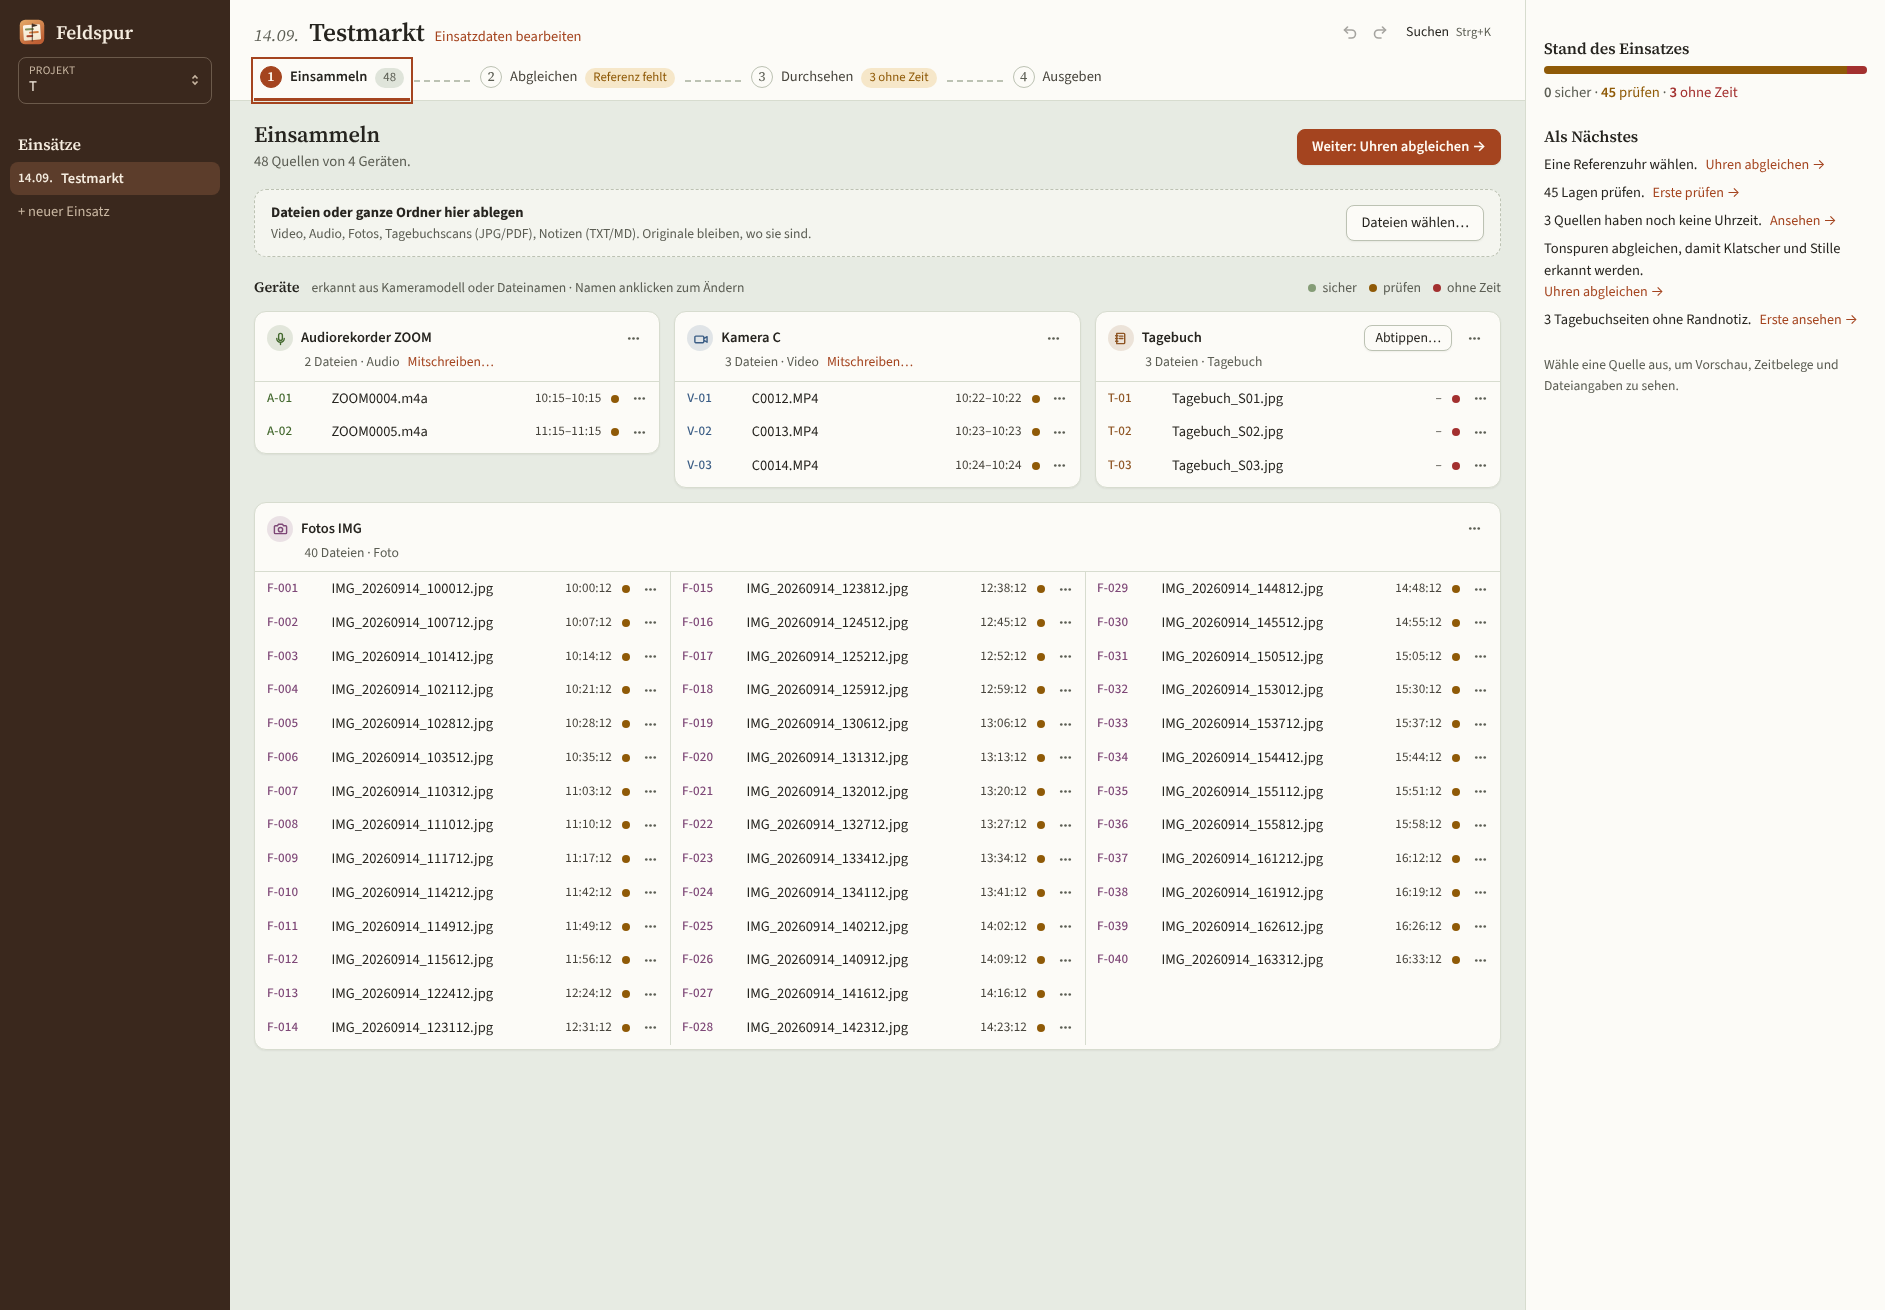 Feldspur
PROJEKT
T
Einsätze
14.09. Testmarkt
+ neuer Einsatz
14.09. Testmarkt Einsatzdaten bearbeiten
Suchen Strg+K
1 Einsammeln 48
2 Abgleichen Referenz fehlt
3 Durchsehen 3 ohne Zeit
4 Ausgeben
Einsammeln
48 Quellen von 4 Geräten.
Weiter: Uhren abgleichen →
Dateien oder ganze Ordner hier ablegen
Video, Audio, Fotos, Tagebuchscans (JPG/PDF), Notizen (TXT/MD). Originale bleiben, wo sie sind.
Dateien wählen…
Geräte erkannt aus Kameramodell oder Dateinamen · Namen anklicken zum Ändern
sicher prüfen ohne Zeit
Audiorekorder ZOOM
2 Dateien · Audio Mitschreiben…
A-01 ZOOM0004.m4a 10:15–10:15
A-02 ZOOM0005.m4a 11:15–11:15
Kamera C
3 Dateien · Video Mitschreiben…
V-01 C0012.MP4 10:22–10:22
V-02 C0013.MP4 10:23–10:23
V-03 C0014.MP4 10:24–10:24
Tagebuch
Abtippen…
3 Dateien · Tagebuch
T-01 Tagebuch_S01.jpg –
T-02 Tagebuch_S02.jpg –
T-03 Tagebuch_S03.jpg –
Fotos IMG
40 Dateien · Foto
F-001 IMG_20260914_100012.jpg 10:00:12
F-002 IMG_20260914_100712.jpg 10:07:12
F-003 IMG_20260914_101412.jpg 10:14:12
F-004 IMG_20260914_102112.jpg 10:21:12
F-005 IMG_20260914_102812.jpg 10:28:12
F-006 IMG_20260914_103512.jpg 10:35:12
F-007 IMG_20260914_110312.jpg 11:03:12
F-008 IMG_20260914_111012.jpg 11:10:12
F-009 IMG_20260914_111712.jpg 11:17:12
F-010 IMG_20260914_114212.jpg 11:42:12
F-011 IMG_20260914_114912.jpg 11:49:12
F-012 IMG_20260914_115612.jpg 11:56:12
F-013 IMG_20260914_122412.jpg 12:24:12
F-014 IMG_20260914_123112.jpg 12:31:12
F-015 IMG_20260914_123812.jpg 12:38:12
F-016 IMG_20260914_124512.jpg 12:45:12
F-017 IMG_20260914_125212.jpg 12:52:12
F-018 IMG_20260914_125912.jpg 12:59:12
F-019 IMG_20260914_130612.jpg 13:06:12
F-020 IMG_20260914_131312.jpg 13:13:12
F-021 IMG_20260914_132012.jpg 13:20:12
F-022 IMG_20260914_132712.jpg 13:27:12
F-023 IMG_20260914_133412.jpg 13:34:12
F-024 IMG_20260914_134112.jpg 13:41:12
F-025 IMG_20260914_140212.jpg 14:02:12
F-026 IMG_20260914_140912.jpg 14:09:12
F-027 IMG_20260914_141612.jpg 14:16:12
F-028 IMG_20260914_142312.jpg 14:23:12
F-029 IMG_20260914_144812.jpg 14:48:12
F-030 IMG_20260914_145512.jpg 14:55:12
F-031 IMG_20260914_150512.jpg 15:05:12
F-032 IMG_20260914_153012.jpg 15:30:12
F-033 IMG_20260914_153712.jpg 15:37:12
F-034 IMG_20260914_154412.jpg 15:44:12
F-035 IMG_20260914_155112.jpg 15:51:12
F-036 IMG_20260914_155812.jpg 15:58:12
F-037 IMG_20260914_161212.jpg 16:12:12
F-038 IMG_20260914_161912.jpg 16:19:12
F-039 IMG_20260914_162612.jpg 16:26:12
F-040 IMG_20260914_163312.jpg 16:33:12
Stand des Einsatzes
0 sicher · 45 prüfen · 3 ohne Zeit
Als Nächstes
Eine Referenzuhr wählen. Uhren abgleichen →
45 Lagen prüfen. Erste prüfen →
3 Quellen haben noch keine Uhrzeit. Ansehen →
Tonspuren abgleichen, damit Klatscher und Stille
erkannt werden.
Uhren abgleichen →
3 Tagebuchseiten ohne Randnotiz. Erste ansehen →
Wähle eine Quelle aus, um Vorschau, Zeitbelege und
Dateiangaben zu sehen.